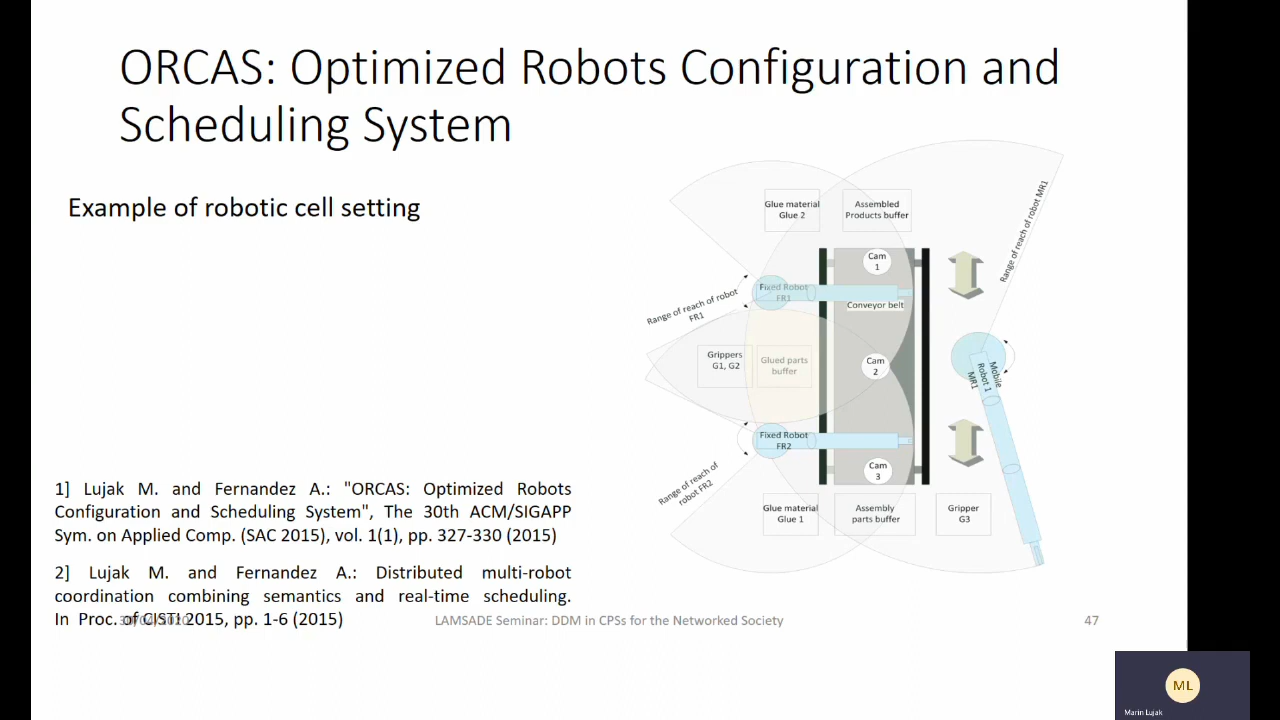 ORCAS: Optimized Robots Configuration and
Scheduling System
Example of robotic cell setting
Glue material
Glue 2
Assembled
Products buffer
Range of reach of robot MR1
Cam
1
Fixed Robot
FR1
Range of reach of robot
FR1
Conveyor belt
Grippers
G1, G2
Glued parts
buffer
Cam
2
Mobile
Robot 1
MR1
Fixed Robot
FR2
Range of reach of
robot FR2
Cam
3
Glue material
Glue 1
Assembly
parts buffer
Gripper
G3
1] Lujak M. and Fernandez A.: "ORCAS: Optimized Robots
Configuration and Scheduling System", The 30th ACM/SIGAPP
Sym. on Applied Comp. (SAC 2015), vol. 1(1), pp. 327-330 (2015)
2] Lujak M. and Fernandez A.: Distributed multi-robot
coordination combining semantics and real-time scheduling.
In Proc. of CISTI 2015, pp. 1-6 (2015)
30/04/2020
LAMSADE Seminar: DDM in CPSs for the Networked Society
47
ML
Marin Lujak